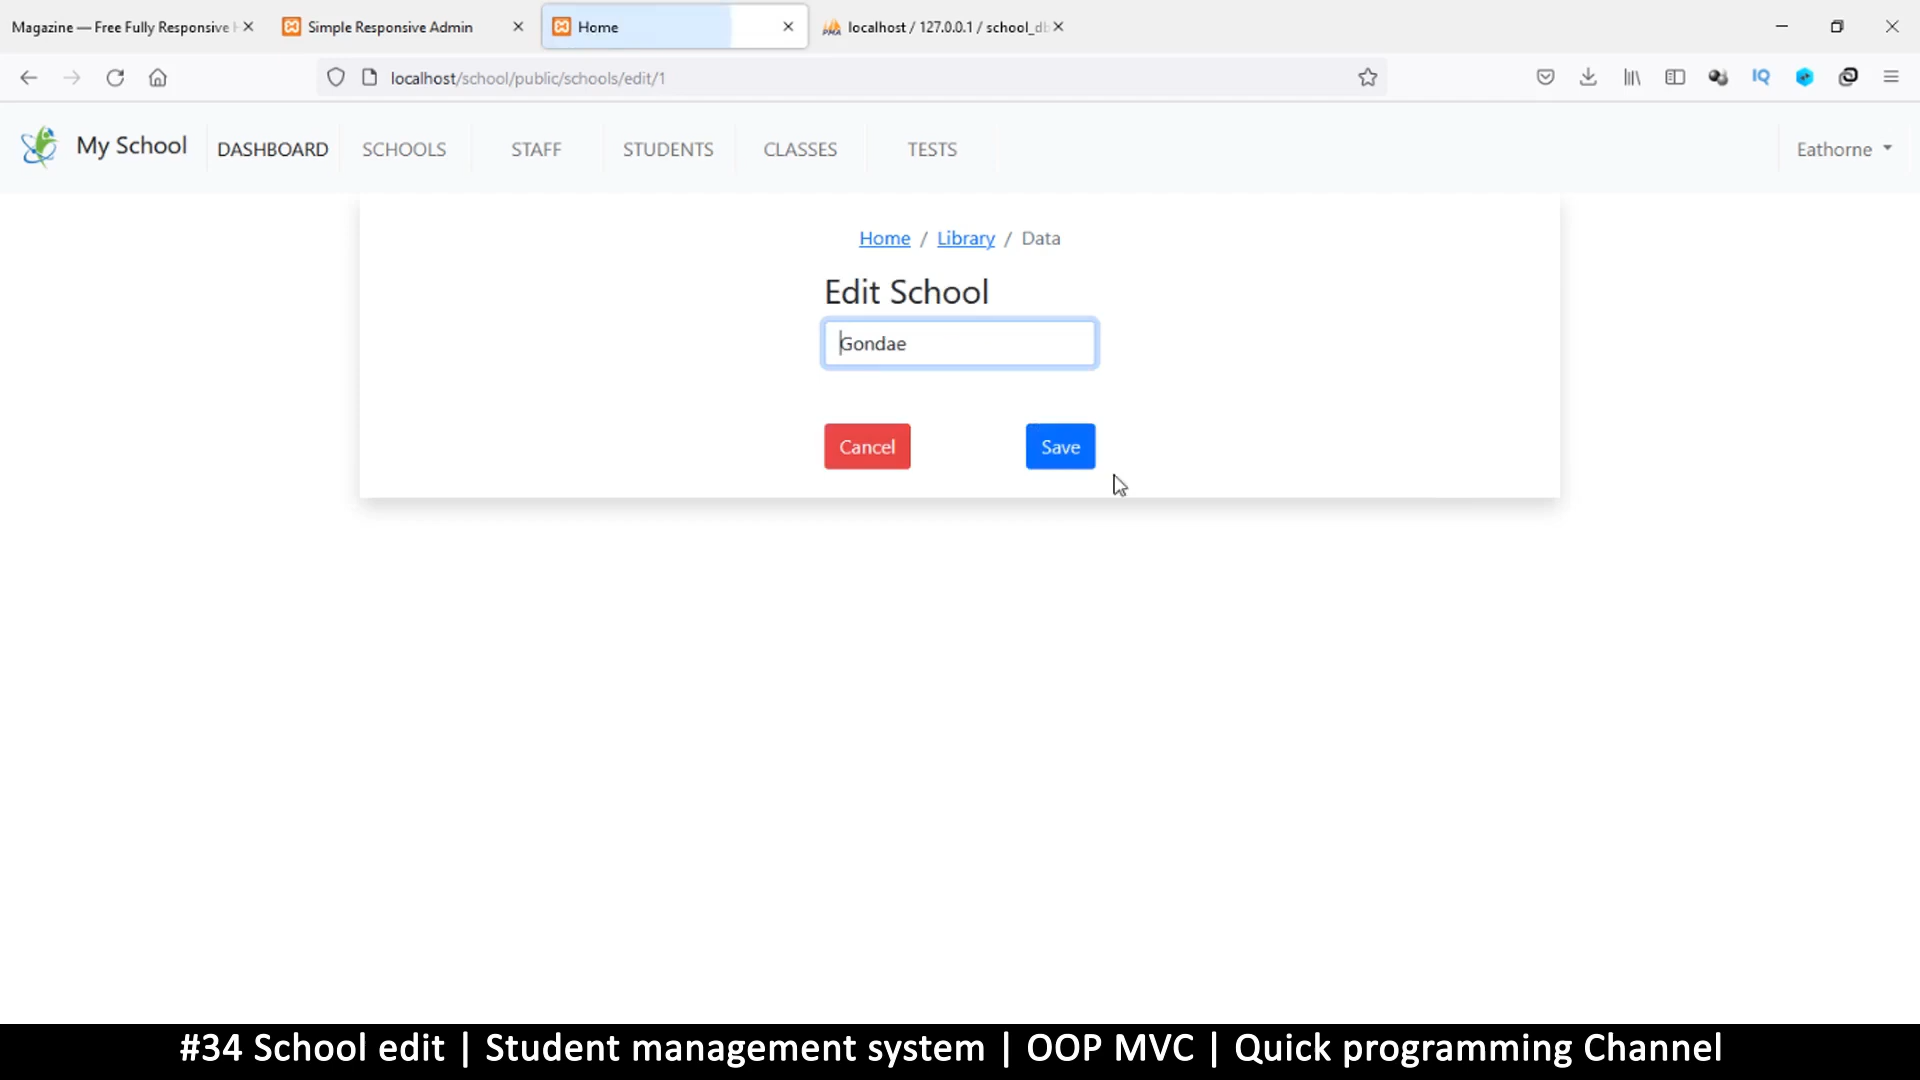 Magazine — Free Fully Responsive
Simple Responsive Admin
Home
localhost / 127.0.0.1 / school_db
localhost/school/public/schools/edit/1
IQ
My School
DASHBOARD
SCHOOLS
STAFF
STUDENTS
CLASSES
TESTS
Eathorne
Home / Library / Data
Edit School
Gondae
Cancel
Save
#34 School edit | Student management system | OOP MVC | Quick programming Channel